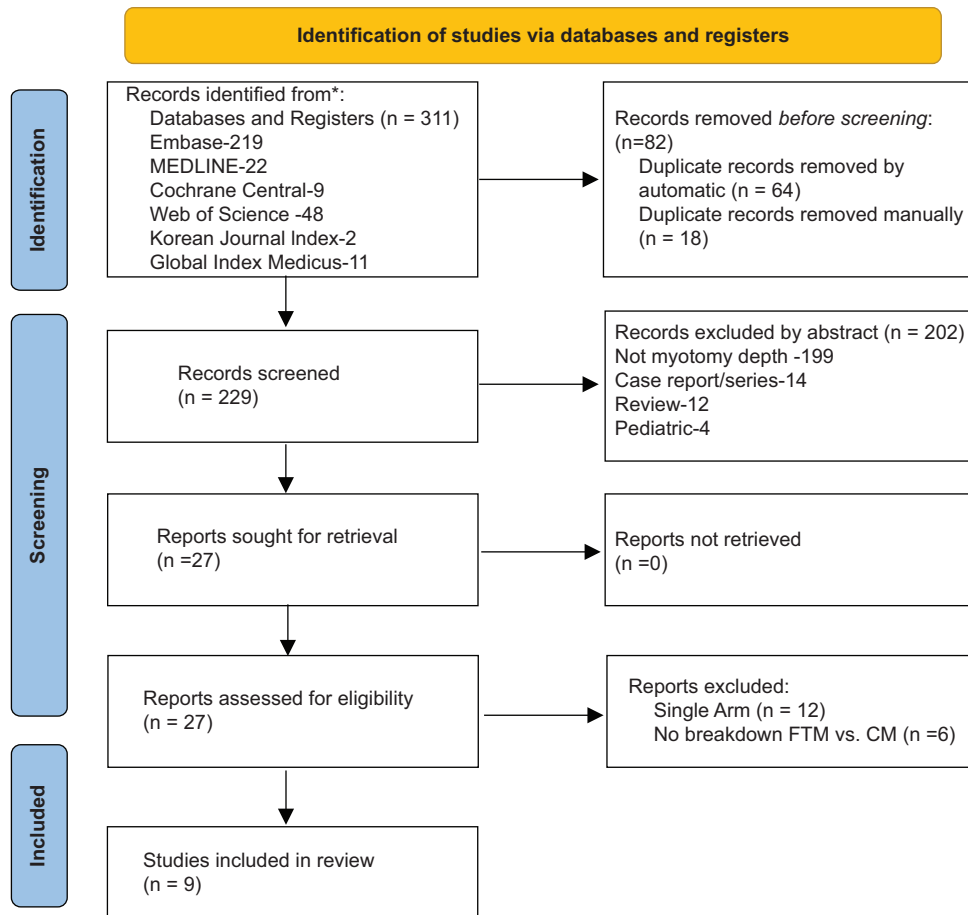 Identification of studies via databases and registers
Identification
Records identified from*:
Databases and Registers (n = 311)
Embase-219
MEDLINE-22
Cochrane Central-9
Web of Science -48
Korean Journal Index-2
Global Index Medicus-11
Records removed before screening:
(n=82)
Duplicate records removed by
automatic (n = 64)
Duplicate records removed manually
(n = 18)
Screening
Records screened
(n = 229)
Records excluded by abstract (n = 202)
Not myotomy depth -199
Case report/series-14
Review-12
Pediatric-4
Reports sought for retrieval
(n =27)
Reports not retrieved
(n =0)
Reports assessed for eligibility
(n = 27)
Reports excluded:
Single Arm (n = 12)
No breakdown FTM vs. CM (n =6)
Included
Studies included in review
(n = 9)